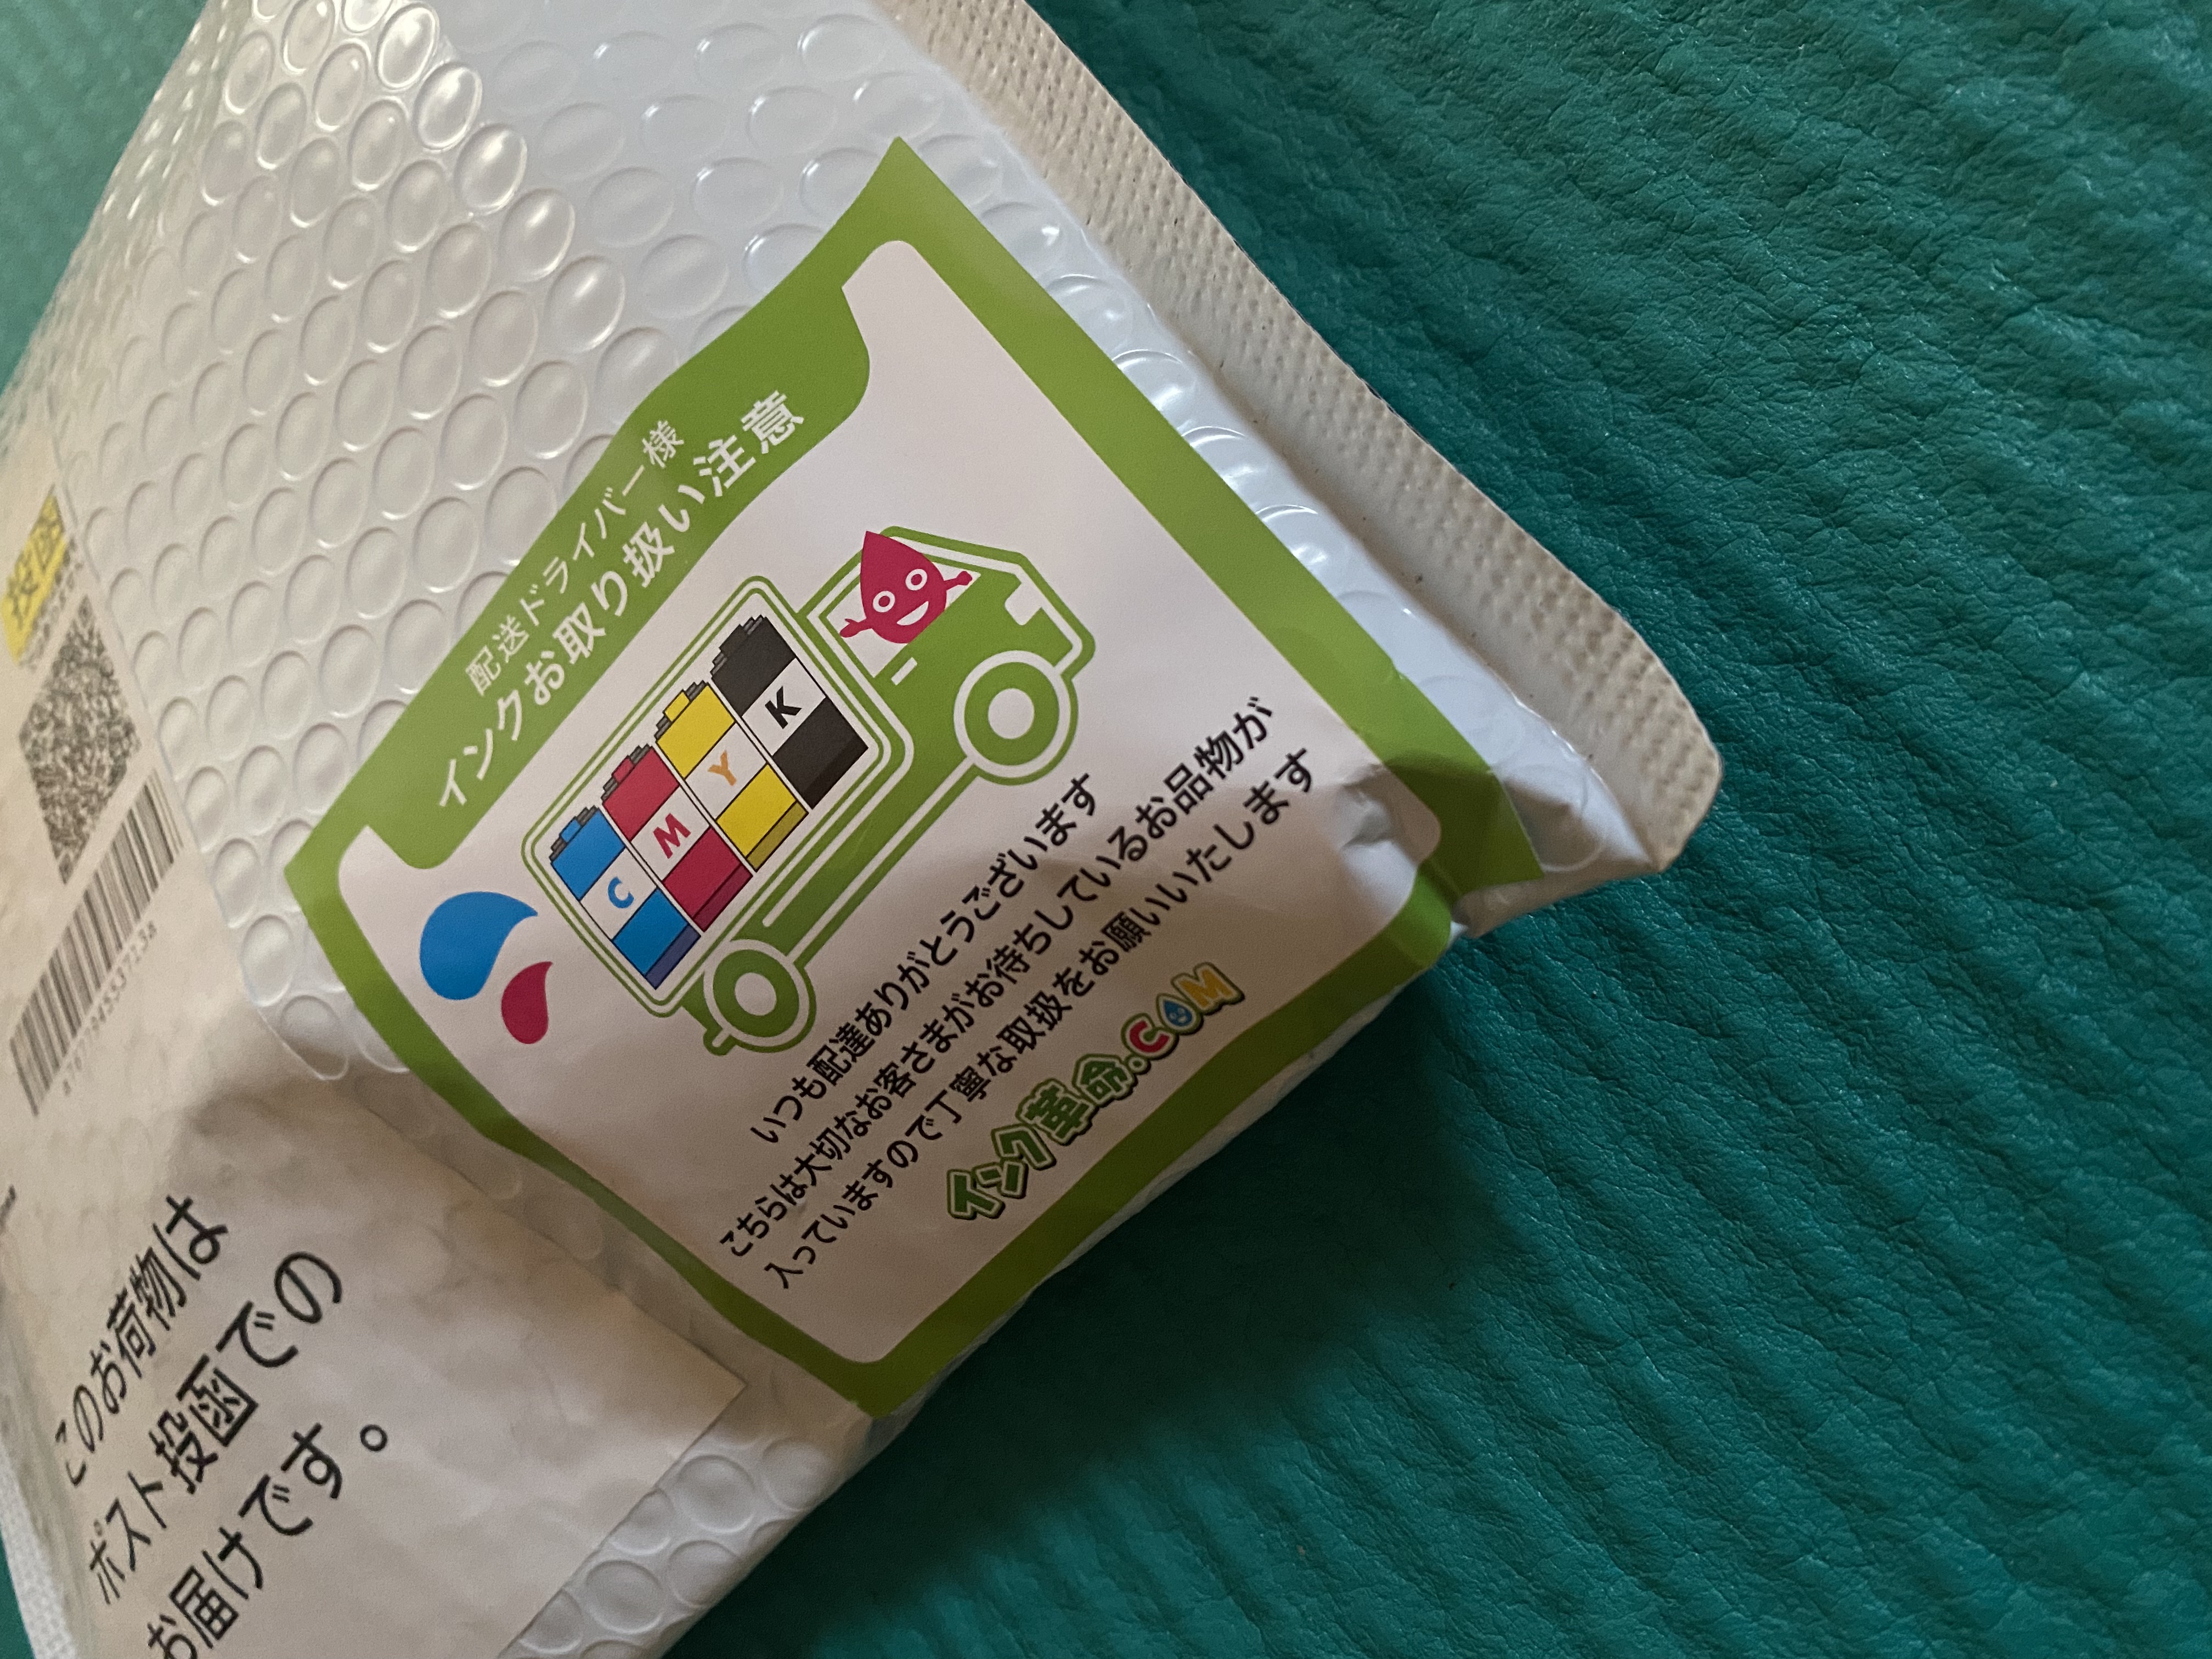 配送ドライバー様
インクお取り扱い注意
C
M
Y
K
いつも配達ありがとうございます
こちらは大切なお客さまがお待ちしているお品物が
入っていますので丁寧な取扱をお願いいたします
インク革命。COM
投函
このお荷物は
ポスト投函での
お届けです。